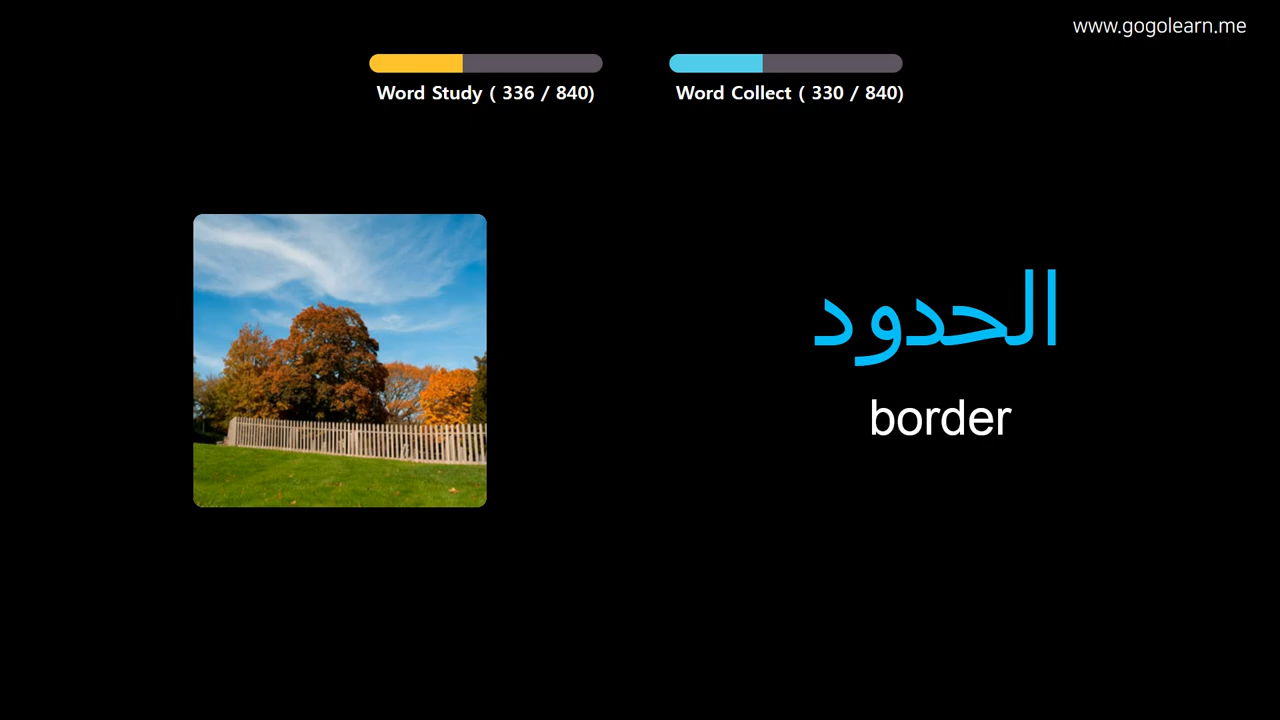 www.gogolearn.me
Word Study ( 336 / 840)
Word Collect ( 330 / 840)
الحدود
border